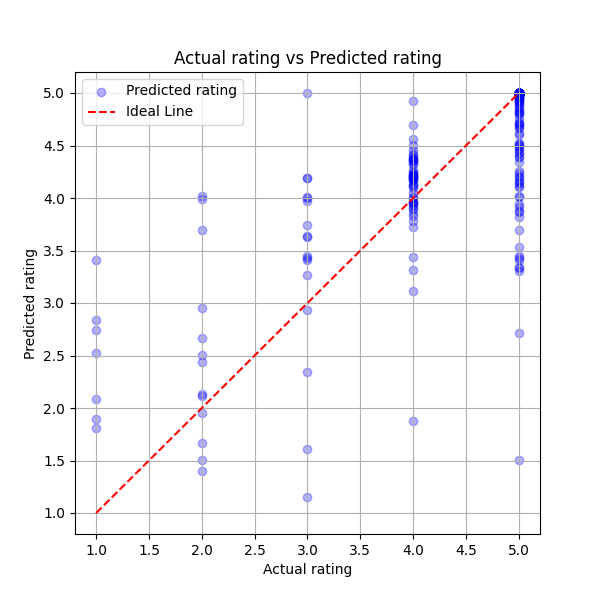 Actual rating vs Predicted rating
Predicted rating
Ideal Line
5.0
4.5
4.0
3.5
3.0
2.5
2.0
1.5
1.0
Predicted rating
1.0 1.5 2.0 2.5 3.0 3.5 4.0 4.5 5.0
Actual rating